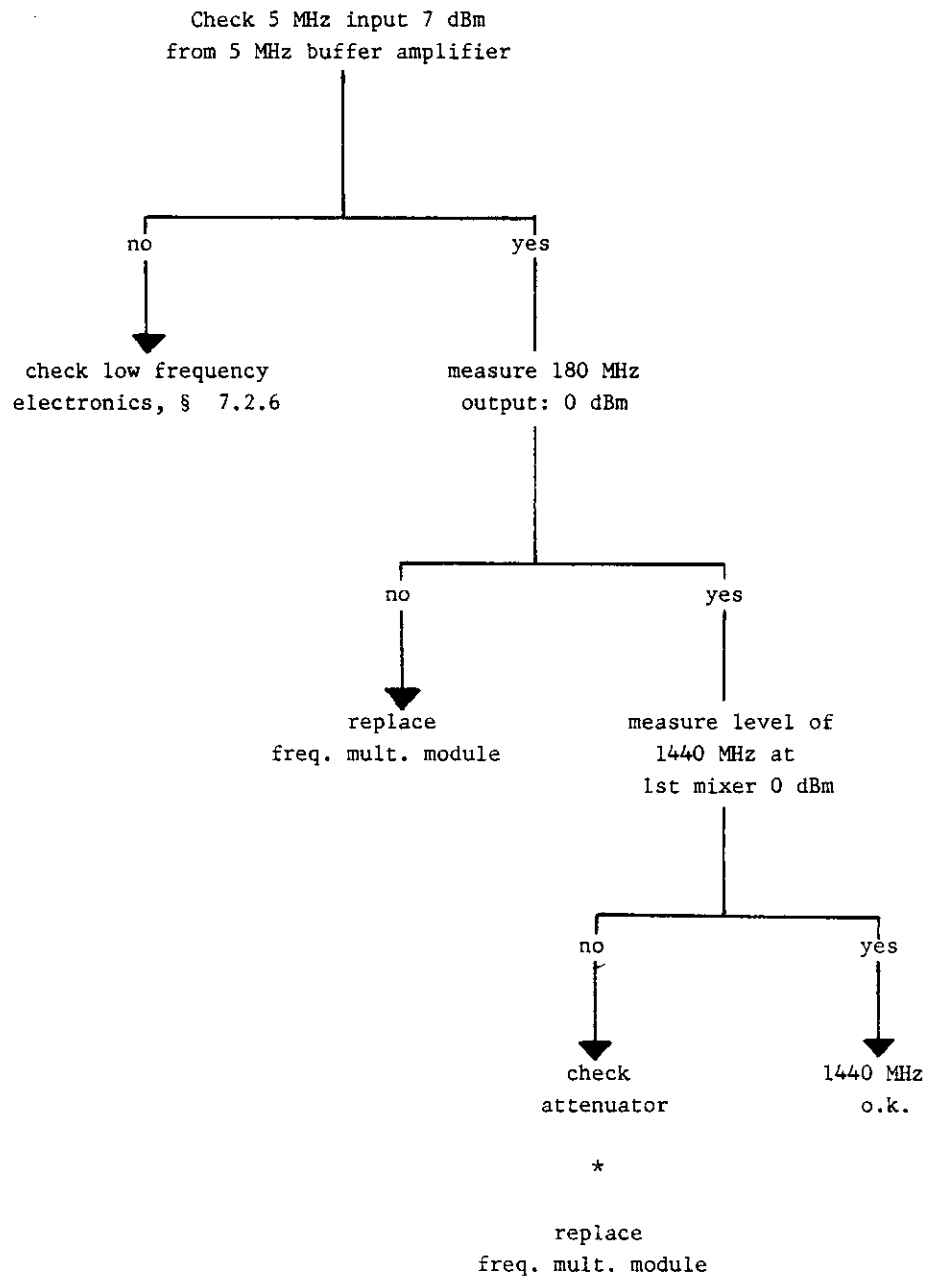 Check 5 MHz input 7 dBm
from 5 MHz buffer amplifier
no
yes
check low frequency
electronics, § 7.2.6
measure 180 MHz
output: 0 dBm
no
yes
replace
freq. mult. module
measure level of
1440 MHz at
1st mixer 0 dBm
no
yes
check
attenuator
1440 MHz
o.k.
*
replace
freq. mult. module